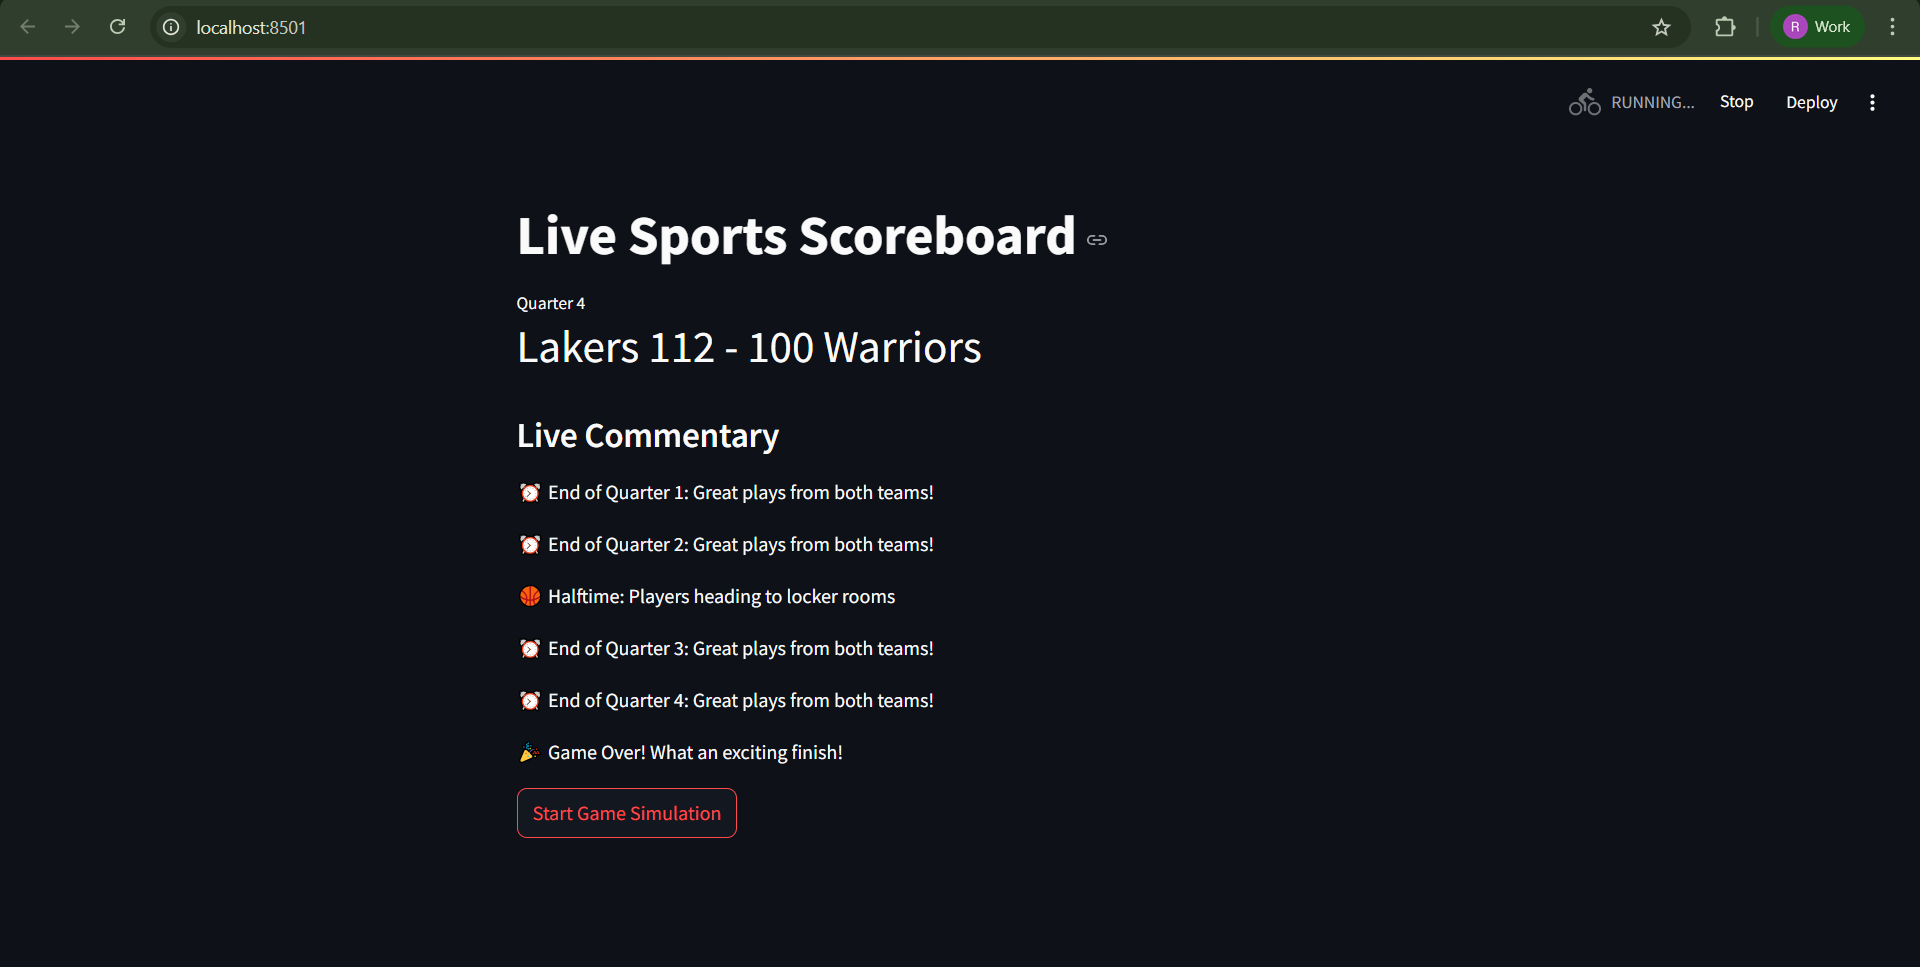 localhost:8501
R Work
RUNNING... Stop Deploy
Live Sports Scoreboard
Quarter 4
Lakers 112 - 100 Warriors
Live Commentary
⏰ End of Quarter 1: Great plays from both teams!
⏰ End of Quarter 2: Great plays from both teams!
🏀 Halftime: Players heading to locker rooms
⏰ End of Quarter 3: Great plays from both teams!
⏰ End of Quarter 4: Great plays from both teams!
🎉 Game Over! What an exciting finish!
Start Game Simulation